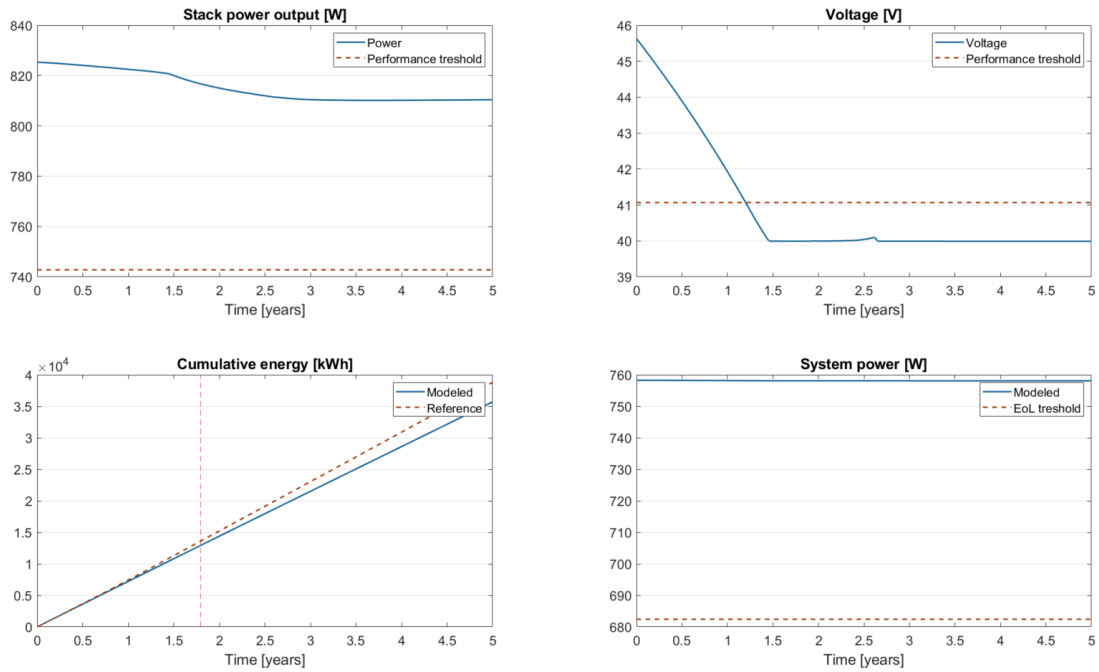 Stack power output [W]
840
820
800
780
760
740
Power
Performance treshold
0 0.5 1 1.5 2 2.5 3 3.5 4 4.5 5
Time [years]
Voltage [V]
46
45
44
43
42
41
40
39
Voltage
Performance treshold
0 0.5 1 1.5 2 2.5 3 3.5 4 4.5 5
Time [years]
Cumulative energy [kWh]
×10⁴
4
3.5
3
2.5
2
1.5
1
0.5
0
Modeled
Reference
0 0.5 1 1.5 2 2.5 3 3.5 4 4.5 5
Time [years]
System power [W]
760
750
740
730
720
710
700
690
680
Modeled
EoL treshold
0 0.5 1 1.5 2 2.5 3 3.5 4 4.5 5
Time [years]